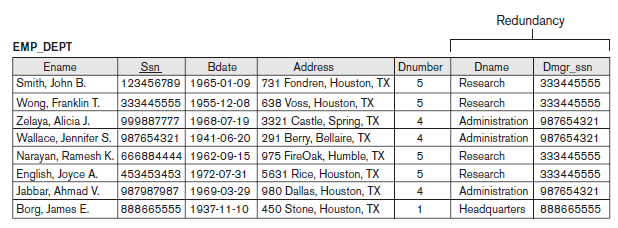 Redundancy
EMP_DEPT
Ename Ssn Bdate Address Dnumber Dname Dmgr_ssn
Smith, John B. 123456789 1965-01-09 731 Fondren, Houston, TX 5 Research 333445555
Wong, Franklin T. 333445555 1955-12-08 638 Voss, Houston, TX 5 Research 333445555
Zelaya, Alicia J. 999887777 1968-07-19 3321 Castle, Spring, TX 4 Administration 987654321
Wallace, Jennifer S. 987654321 1941-06-20 291 Berry, Bellaire, TX 4 Administration 987654321
Narayan, Ramesh K. 666884444 1962-09-15 975 FireOak, Humble, TX 5 Research 333445555
English, Joyce A. 453453453 1972-07-31 5631 Rice, Houston, TX 5 Research 333445555
Jabbar, Ahmad V. 987987987 1969-03-29 980 Dallas, Houston, TX 4 Administration 987654321
Borg, James E. 888665555 1937-11-10 450 Stone, Houston, TX 1 Headquarters 888665555